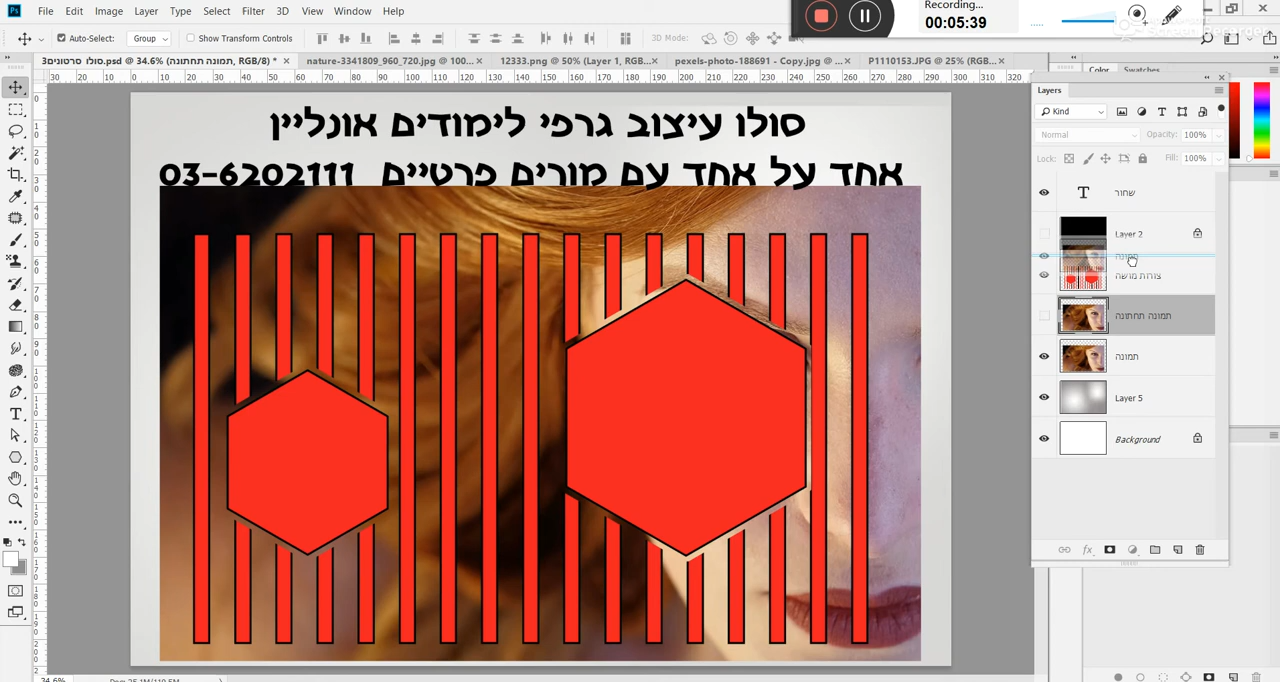 File Edit Image Layer Type Select Filter 3D View Window Help
Recording...
00:05:39
Auto-Select: Group Show Transform Controls 3D Mode:
סולו סרטונים3.psd @ 34.6% (תמונה תחתונה, RGB/8) * × nature-3341809_960_720.jpg @ 100... × 12333.png @ 50% (Layer 1, RGB... × pexels-photo-188691 - Copy.jpg @ ... × P1110153.JPG @ 25% (RGB... ×
Color Swatches
Layers
Kind
Normal Opacity: 100%
Lock: Fill: 100%
שחור
Layer 2
תמונה
צורות מושה
תמונה תחתונה
תמונה
Layer 5
Background
סולו עיצוב גרפי לימודים אונליין
אחד על אחד עם מורים פרטיים 03-6202111
34.6%